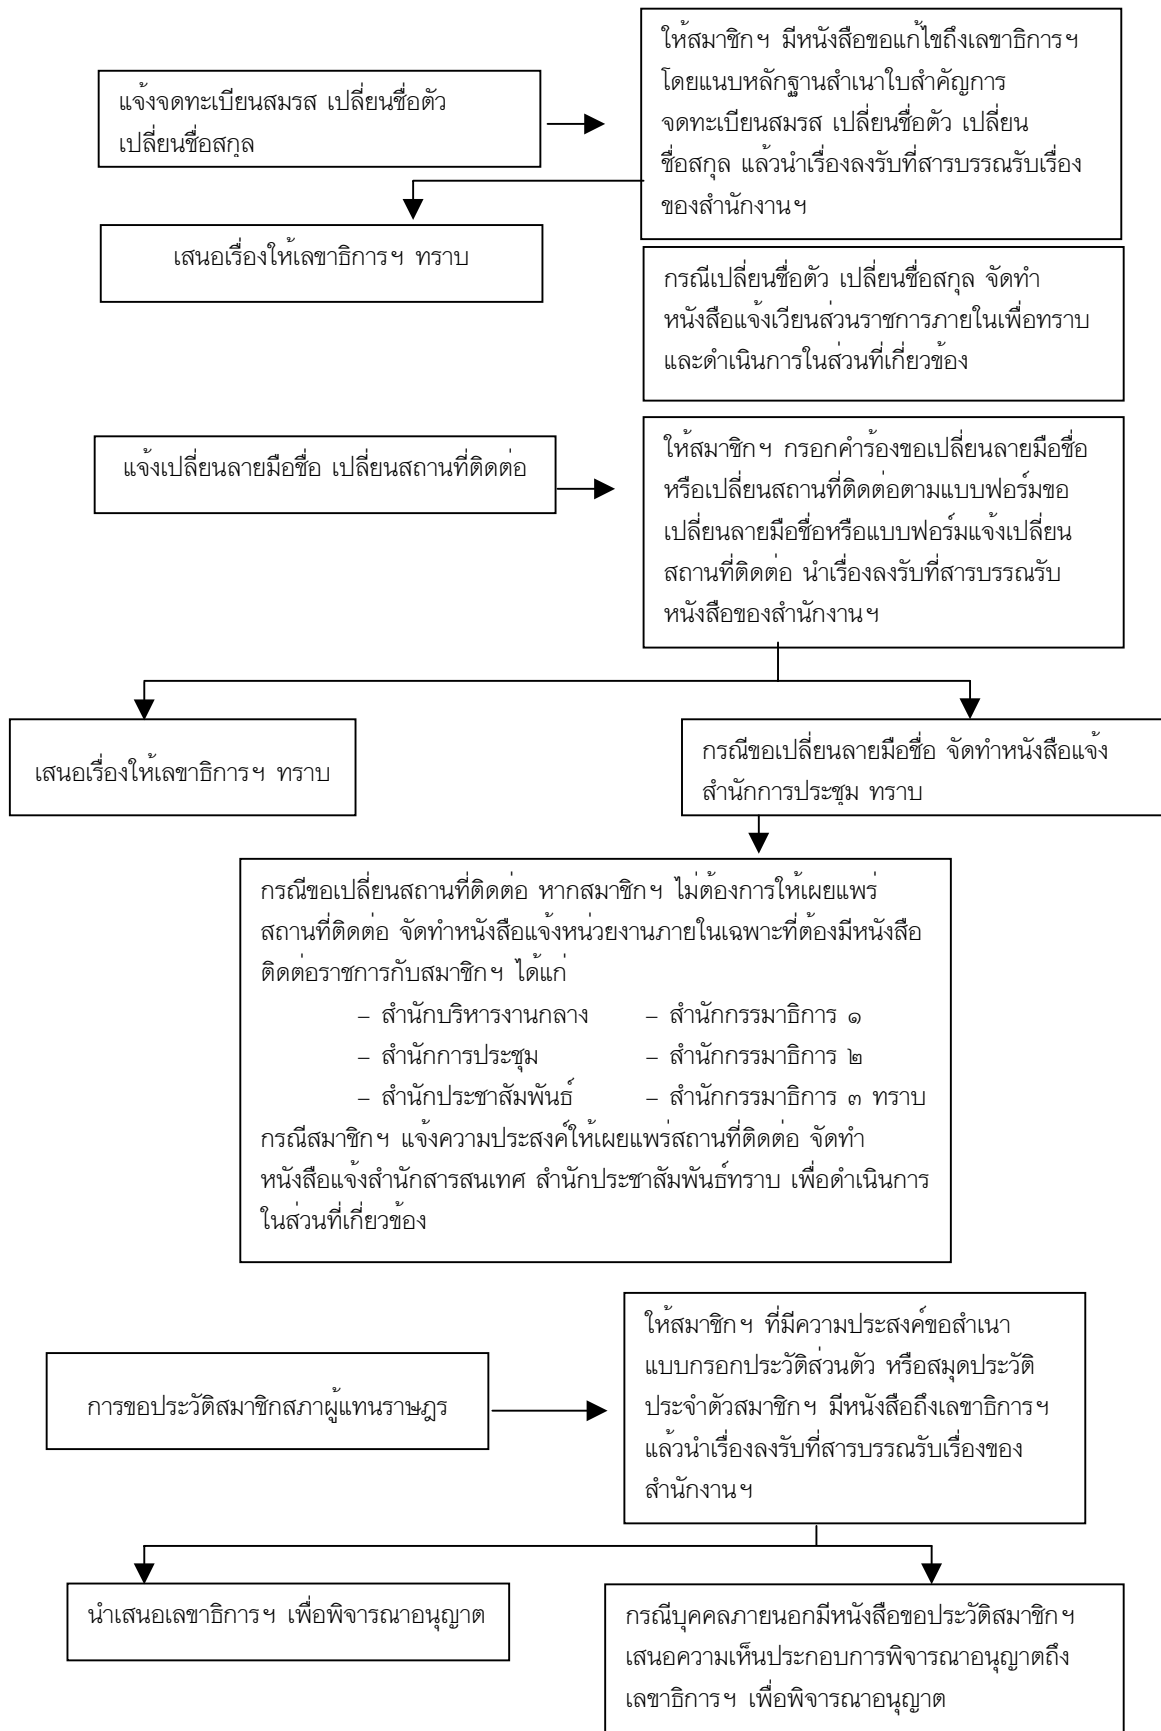 แจ้งจดทะเบียนสมรส เปลี่ยนชื่อตัว
เปลี่ยนชื่อสกุล
ให้สมาชิกฯ มีหนังสือขอแก้ไขถึงเลขาธิการฯ
โดยแนบหลักฐานสำเนาใบสำคัญการ
จดทะเบียนสมรส เปลี่ยนชื่อตัว เปลี่ยน
ชื่อสกุล แล้วนำเรื่องลงรับที่สารบรรณรับเรื่อง
ของสำนักงานฯ
เสนอเรื่องให้เลขาธิการฯ ทราบ
กรณีเปลี่ยนชื่อตัว เปลี่ยนชื่อสกุล จัดทำ
หนังสือแจ้งเวียนส่วนราชการภายในเพื่อทราบ
และดำเนินการในส่วนที่เกี่ยวข้อง
แจ้งเปลี่ยนลายมือชื่อ เปลี่ยนสถานที่ติดต่อ
ให้สมาชิกฯ กรอกคำร้องขอเปลี่ยนลายมือชื่อ
หรือเปลี่ยนสถานที่ติดต่อตามแบบฟอร์มขอ
เปลี่ยนลายมือชื่อหรือแบบฟอร์มแจ้งเปลี่ยน
สถานที่ติดต่อ นำเรื่องลงรับที่สารบรรณรับ
หนังสือของสำนักงานฯ
เสนอเรื่องให้เลขาธิการฯ ทราบ
กรณีขอเปลี่ยนลายมือชื่อ จัดทำหนังสือแจ้ง
สำนักการประชุม ทราบ
กรณีขอเปลี่ยนสถานที่ติดต่อ หากสมาชิกฯ ไม่ต้องการให้เผยแพร่
สถานที่ติดต่อ จัดทำหนังสือแจ้งหน่วยงานภายในเฉพาะที่ต้องมีหนังสือ
ติดต่อราชการกับสมาชิกฯ ได้แก่
– สำนักบริหารงานกลาง – สำนักกรรมาธิการ ๑
– สำนักการประชุม – สำนักกรรมาธิการ ๒
– สำนักประชาสัมพันธ์ – สำนักกรรมาธิการ ๓ ทราบ
กรณีสมาชิกฯ แจ้งความประสงค์ให้เผยแพร่สถานที่ติดต่อ จัดทำ
หนังสือแจ้งสำนักสารสนเทศ สำนักประชาสัมพันธ์ทราบ เพื่อดำเนินการ
ในส่วนที่เกี่ยวข้อง
การขอประวัติสมาชิกสภาผู้แทนราษฎร
ให้สมาชิกฯ ที่มีความประสงค์ขอสำเนา
แบบกรอกประวัติส่วนตัว หรือสมุดประวัติ
ประจำตัวสมาชิกฯ มีหนังสือถึงเลขาธิการฯ
แล้วนำเรื่องลงรับที่สารบรรณรับเรื่องของ
สำนักงานฯ
นำเสนอเลขาธิการฯ เพื่อพิจารณาอนุญาต
กรณีบุคคลภายนอกมีหนังสือขอประวัติสมาชิกฯ
เสนอความเห็นประกอบการพิจารณาอนุญาตถึง
เลขาธิการฯ เพื่อพิจารณาอนุญาต